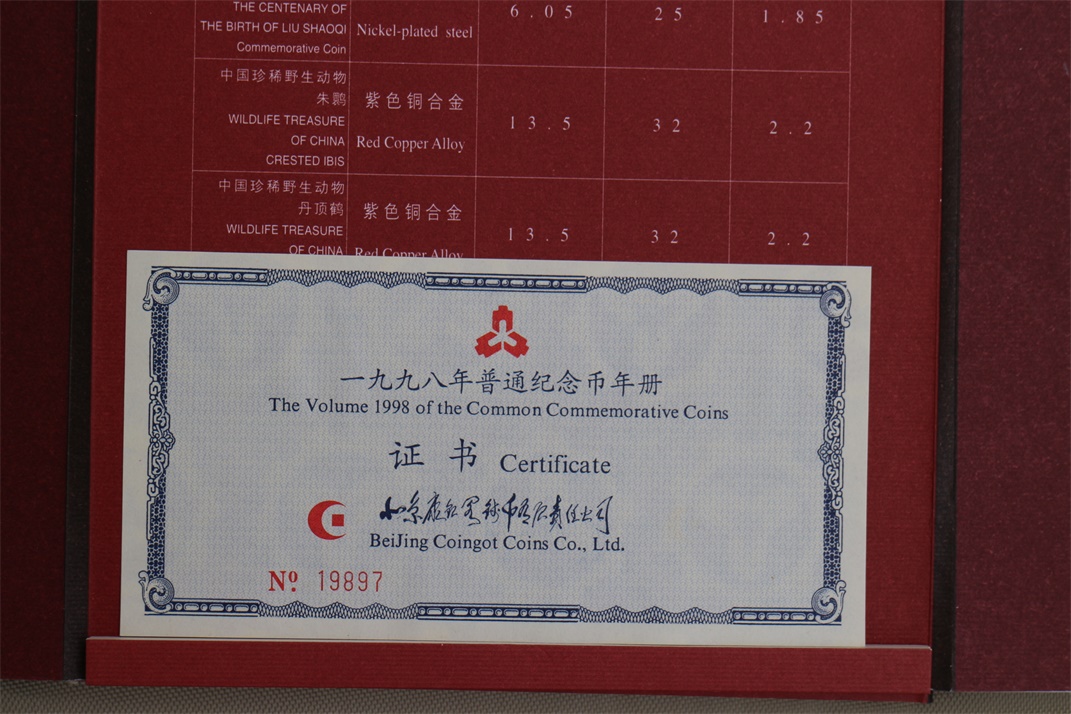 THE CENTENARY OF
THE BIRTH OF LIU SHAOQI
Commemorative Coin
Nickel-plated steel
6.05
25
1.85
中国珍稀野生动物
朱鹮
WILDLIFE TREASURE
OF CHINA
CRESTED IBIS
紫色铜合金
Red Copper Alloy
13.5
32
2.2
中国珍稀野生动物
丹顶鹤
WILDLIFE TREASURE
OF CHINA
紫色铜合金
Red Copper Alloy
13.5
32
2.2
一九九八年普通纪念币年册
The Volume 1998 of the Common Commemorative Coins
证书 Certificate
BeiJing Coingot Coins Co., Ltd.
Nº 19897